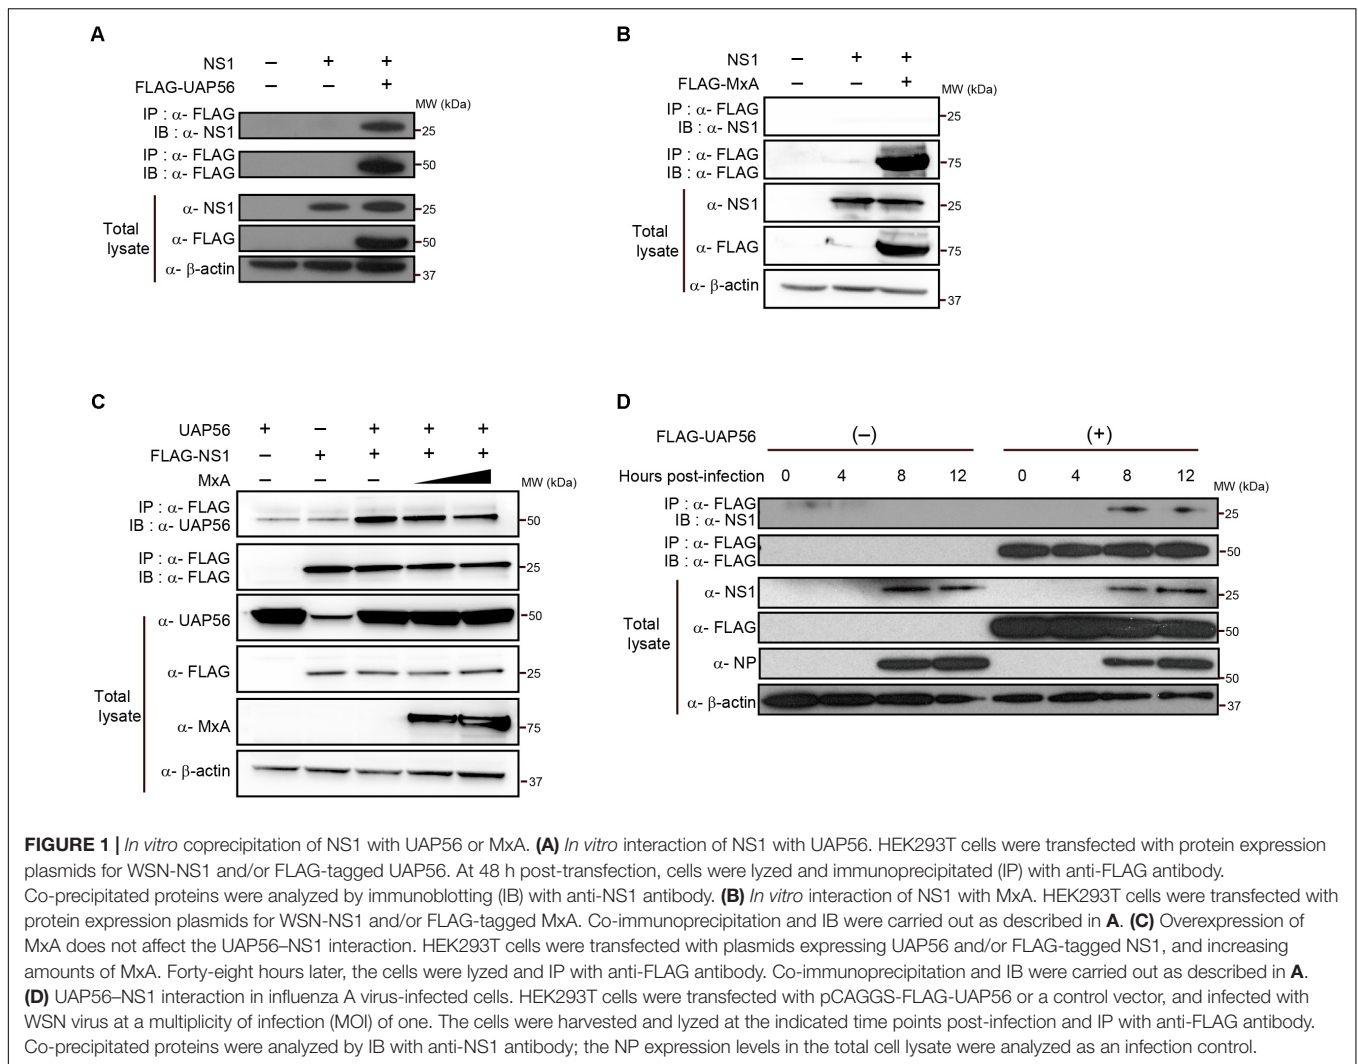 A
NS1 – + +
FLAG-UAP56 – – +
MW (kDa)
IP : α- FLAG
IB : α- NS1
25
IP : α- FLAG
IB : α- FLAG
50
Total lysate
α- NS1
25
α- FLAG
50
α- β-actin
37
B
NS1 – + +
FLAG-MxA – – +
MW (kDa)
IP : α- FLAG
IB : α- NS1
25
IP : α- FLAG
IB : α- FLAG
75
Total lysate
α- NS1
25
α- FLAG
75
α- β-actin
37
C
UAP56 + – + + +
FLAG-NS1 – + + + +
MxA – – –
MW (kDa)
IP : α- FLAG
IB : α- UAP56
50
IP : α- FLAG
IB : α- FLAG
25
Total lysate
α- UAP56
50
α- FLAG
25
α- MxA
75
α- β-actin
37
D
FLAG-UAP56 (–) (+)
Hours post-infection 0 4 8 12 0 4 8 12
MW (kDa)
IP : α- FLAG
IB : α- NS1
25
IP : α- FLAG
IB : α- FLAG
50
Total lysate
α- NS1
25
α- FLAG
50
α- NP
50
α- β-actin
37
FIGURE 1 | In vitro coprecipitation of NS1 with UAP56 or MxA. (A) In vitro interaction of NS1 with UAP56. HEK293T cells were transfected with protein expression
plasmids for WSN-NS1 and/or FLAG-tagged UAP56. At 48 h post-transfection, cells were lyzed and immunoprecipitated (IP) with anti-FLAG antibody.
Co-precipitated proteins were analyzed by immunoblotting (IB) with anti-NS1 antibody. (B) In vitro interaction of NS1 with MxA. HEK293T cells were transfected with
protein expression plasmids for WSN-NS1 and/or FLAG-tagged MxA. Co-immunoprecipitation and IB were carried out as described in A. (C) Overexpression of
MxA does not affect the UAP56–NS1 interaction. HEK293T cells were transfected with plasmids expressing UAP56 and/or FLAG-tagged NS1, and increasing
amounts of MxA. Forty-eight hours later, the cells were lyzed and IP with anti-FLAG antibody. Co-immunoprecipitation and IB were carried out as described in A.
(D) UAP56–NS1 interaction in influenza A virus-infected cells. HEK293T cells were transfected with pCAGGS-FLAG-UAP56 or a control vector, and infected with
WSN virus at a multiplicity of infection (MOI) of one. The cells were harvested and lyzed at the indicated time points post-infection and IP with anti-FLAG antibody.
Co-precipitated proteins were analyzed by IB with anti-NS1 antibody; the NP expression levels in the total cell lysate were analyzed as an infection control.